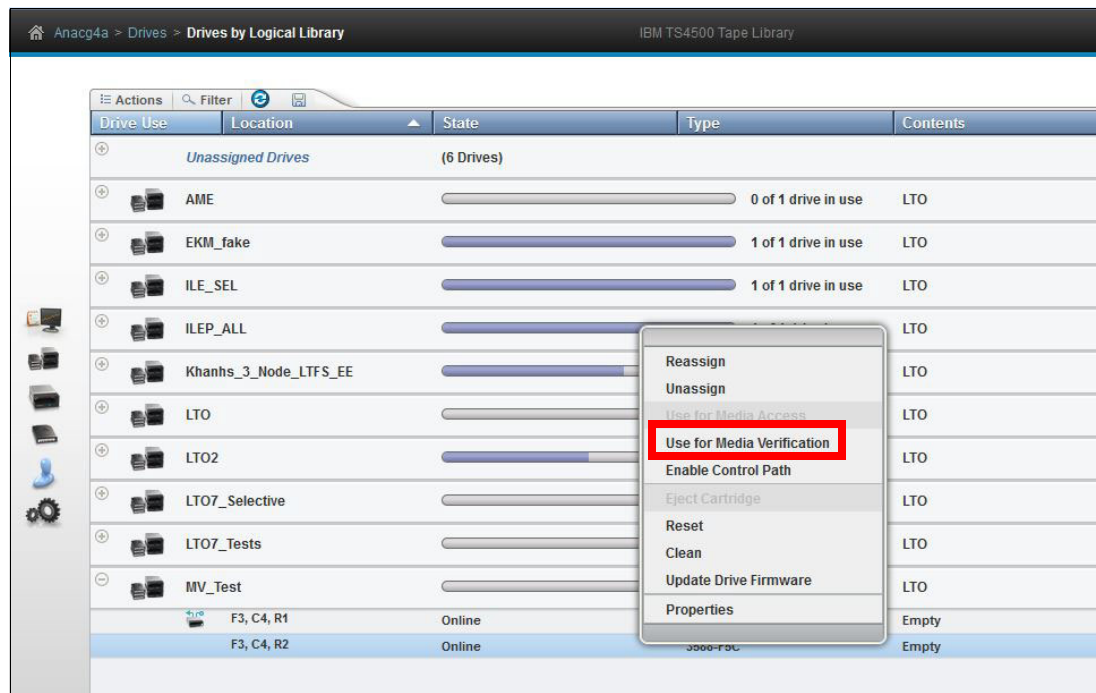 Anacg4a > Drives > Drives by Logical Library IBM TS4500 Tape Library
Actions Filter
Drive Use Location State Type Contents
Unassigned Drives (6 Drives)
AME 0 of 1 drive in use LTO
EKM_fake 1 of 1 drive in use LTO
ILE_SEL 1 of 1 drive in use LTO
ILEP_ALL LTO
Khanhs_3_Node_LTFS_EE LTO
LTO LTO
LTO2 LTO
LTO7_Selective LTO
LTO7_Tests LTO
MV_Test LTO
F3, C4, R1 Online Empty
F3, C4, R2 Online 3588-F5C Empty
Reassign
Unassign
Use for Media Access
Use for Media Verification
Enable Control Path
Eject Cartridge
Reset
Clean
Update Drive Firmware
Properties